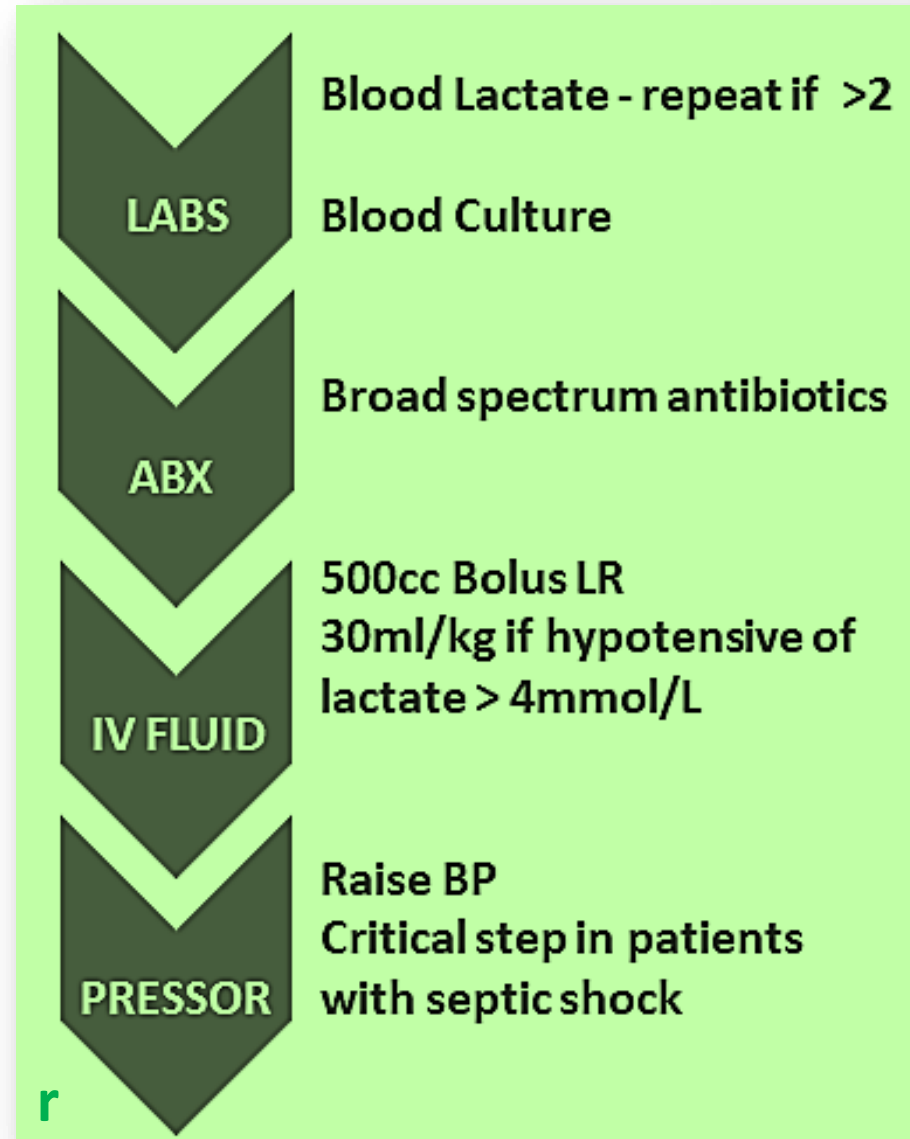 Blood Lactate - repeat if >2
LABS
Blood Culture
Broad spectrum antibiotics
ABX
500cc Bolus LR
30ml/kg if hypotensive of
lactate > 4mmol/L
IV FLUID
Raise BP
Critical step in patients
with septic shock
PRESSOR
r